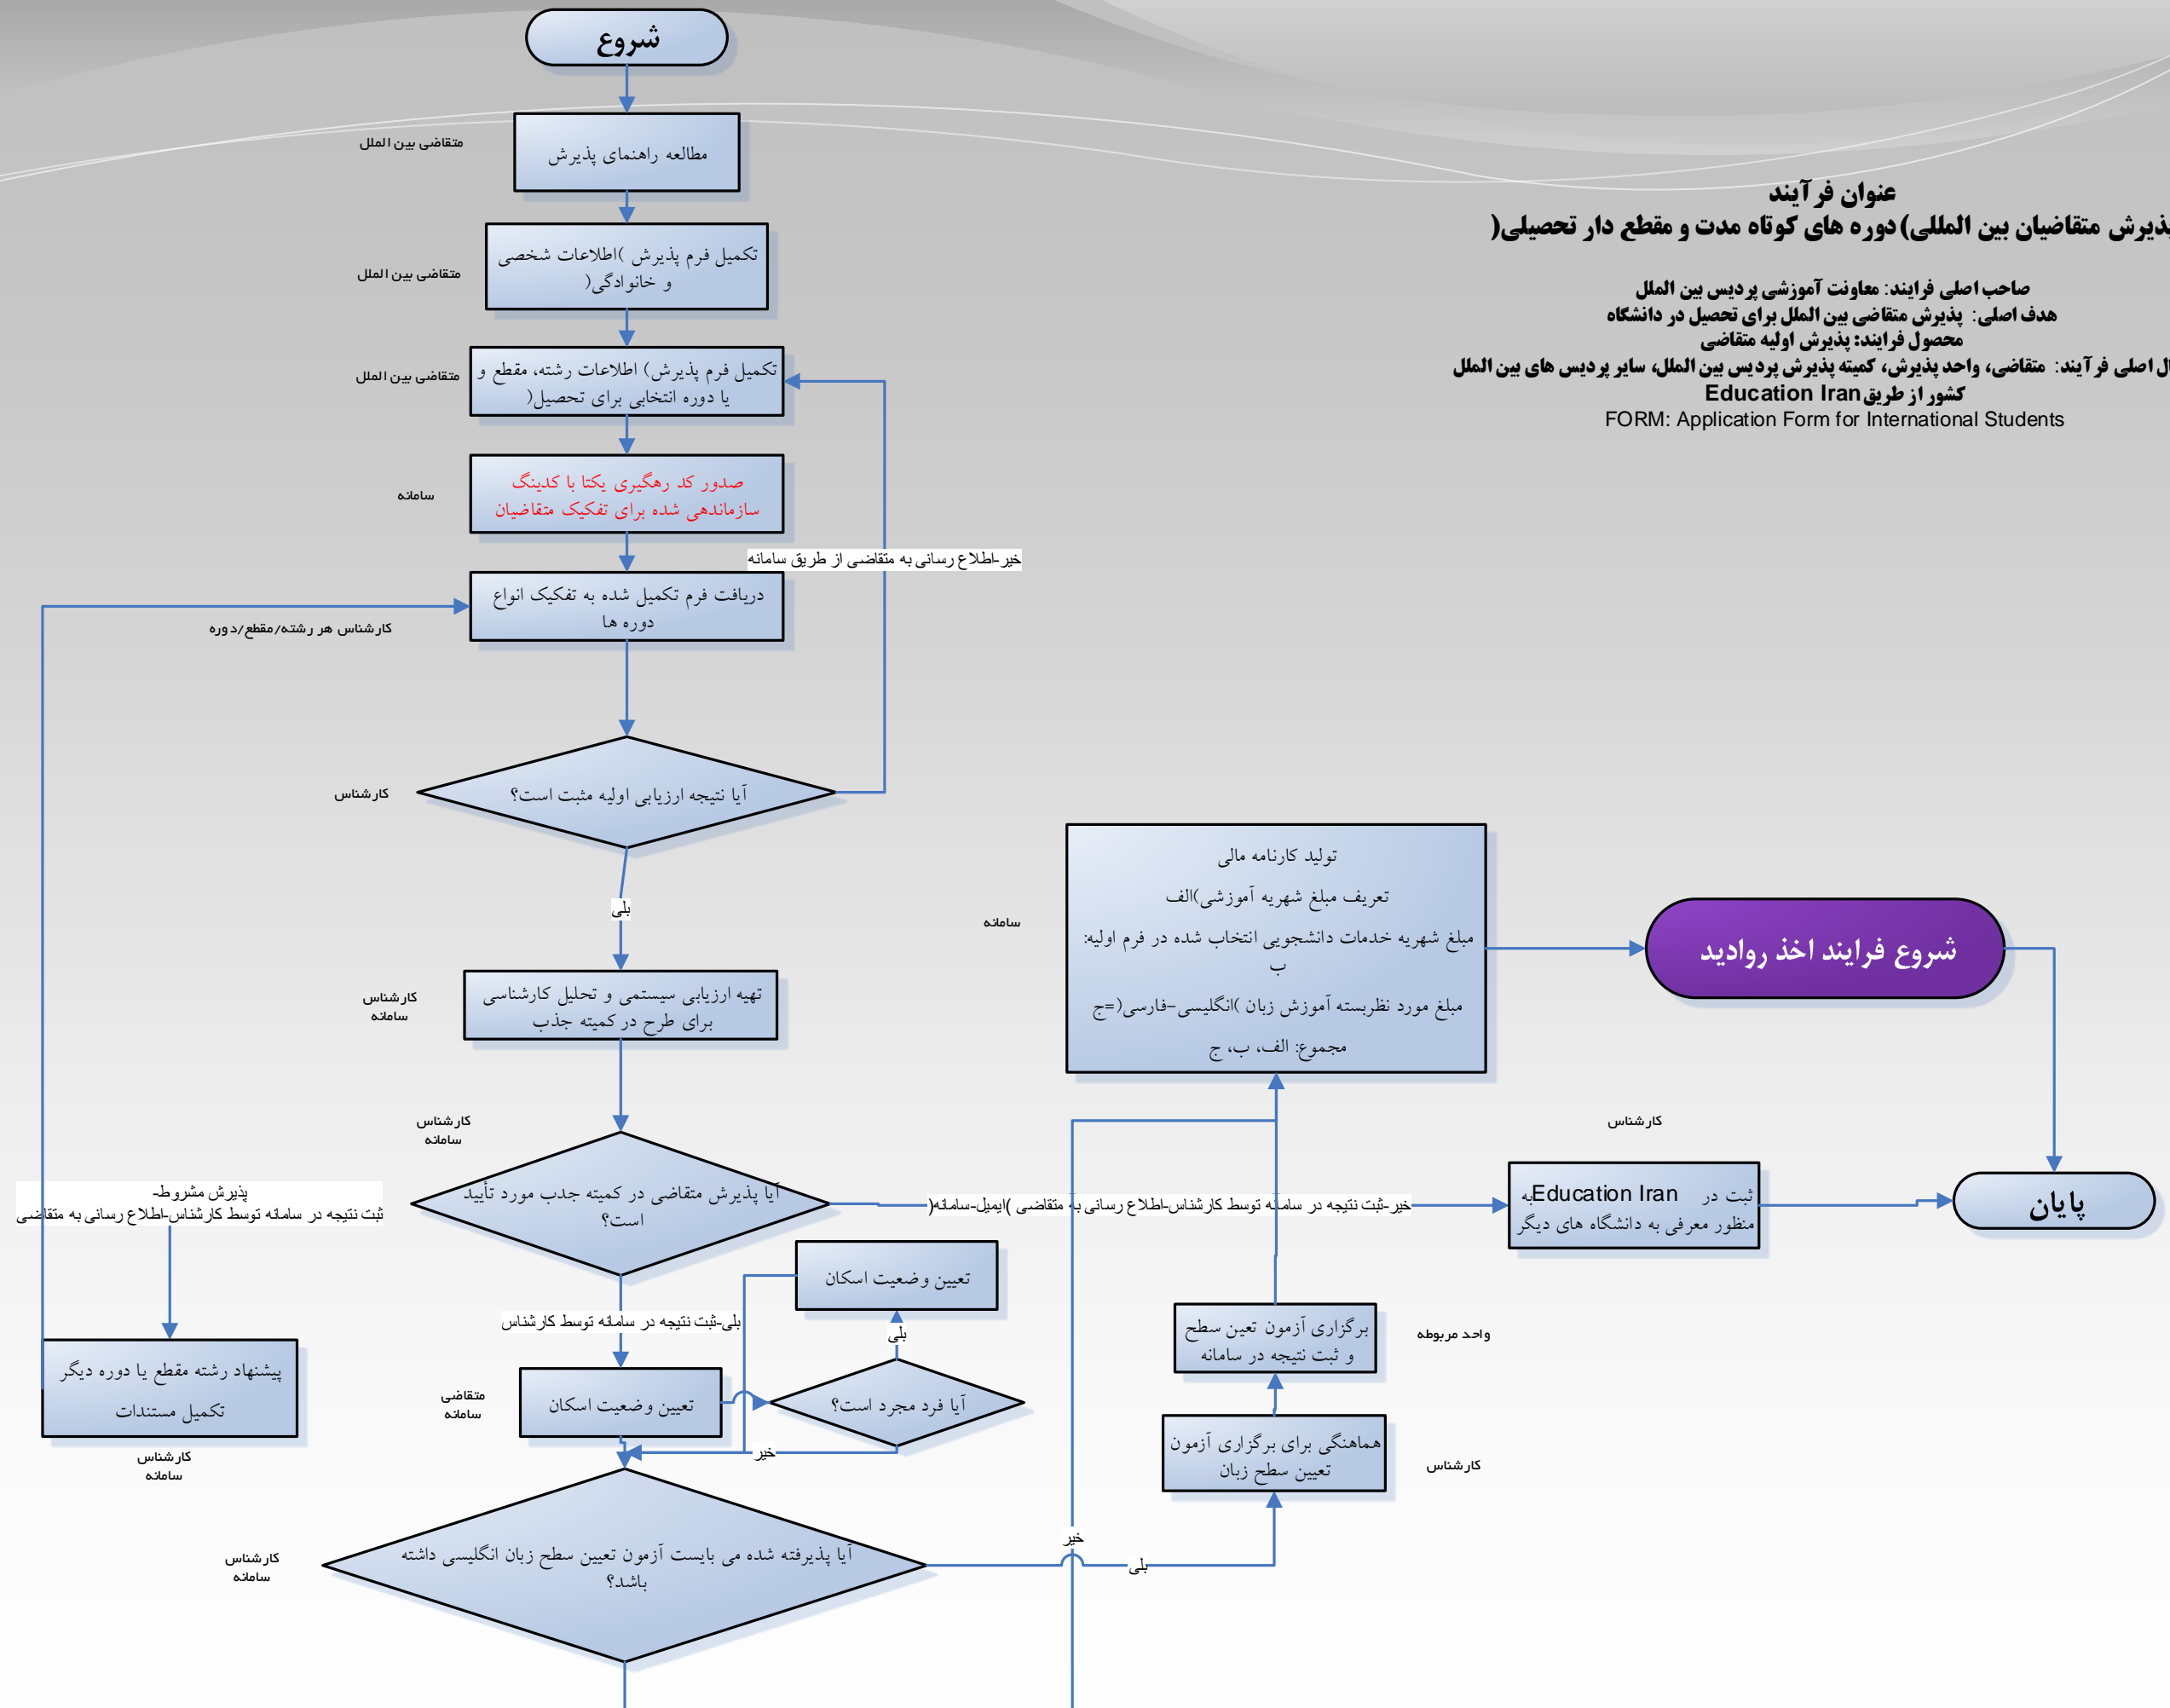 شروع
متقاضی بین الملل
مطالعه راهنمای پذیرش
عنوان فرآیند
پذیرش متقاضیان بین المللی)دوره های کوتاه مدت و مقطع دار تحصیلی(
متقاضی بین الملل
تکمیل فرم پذیرش )اطلاعات شخصی
و خانوادگی(
صاحب اصلی فرایند: معاونت آموزشی پردیس بین الملل
هدف اصلی: پذیرش متقاضی بین الملل برای تحصیل در دانشگاه
محصول فرایند: پذیرش اولیه متقاضی
اصلی فرآیند: متقاضی، واحد پذیرش، کمیته پذیرش پردیس بین الملل، سایر پردیس های بین الملل
کشور از طریق Education Iran
FORM: Application Form for International Students
متقاضی بین الملل
تکمیل فرم پذیرش) اطلاعات رشته، مقطع و
یا دوره انتخابی برای تحصیل(
سامانه
صدور کد رهگیری یکتا با کدینگ
سازماندهی شده برای تفکیک متقاضیان
خیر-اطلاع رسانی به متقاضی از طریق سامانه
دریافت فرم تکمیل شده به تفکیک انواع
دوره ها
کارشناس هر رشته/مقطع/دوره
کارشناس
آیا نتیجه ارزیابی اولیه مثبت است؟
بلی
سامانه
تولید کارنامه مالی
تعریف مبلغ شهریه آموزشی)الف
مبلغ شهریه خدمات دانشجویی انتخاب شده در فرم اولیه:
ب
مبلغ مورد نظربسته آموزش زبان )انگلیسی-فارسی(=ج
مجموع: الف، ب، ج
شروع فرایند اخذ روادید
کارشناس
سامانه
تهیه ارزیابی سیستمی و تحلیل کارشناسی
برای طرح در کمیته جذب
کارشناس
سامانه
آیا پذیرش متقاضی در کمیته جدب مورد تأیید
است؟
خیر-ثبت نتیجه در سامانه توسط کارشناس-اطلاع رسانی به متقاضی )ایمیل-سامانه(
کارشناس
ثبت در Education Iran به
منظور معرفی به دانشگاه های دیگر
پایان
پذیرش مشروط-
ثبت نتیجه در سامانه توسط کارشناس-اطلاع رسانی به متقاضی
تعیین وضعیت اسکان
بلی-ثبت نتیجه در سامانه توسط کارشناس
بلی
برگزاری آزمون تعین سطح
و ثبت نتیجه در سامانه
واحد مربوطه
پیشنهاد رشته مقطع یا دوره دیگر
تکمیل مستندات
کارشناس
سامانه
متقاضی
سامانه
تعیین وضعیت اسکان
آیا فرد مجرد است؟
خیر
هماهنگی برای برگزاری آزمون
تعیین سطح زبان
کارشناس
کارشناس
سامانه
آیا پذیرفته شده می بایست آزمون تعیین سطح زبان انگلیسی داشته
باشد؟
خیر
بلی